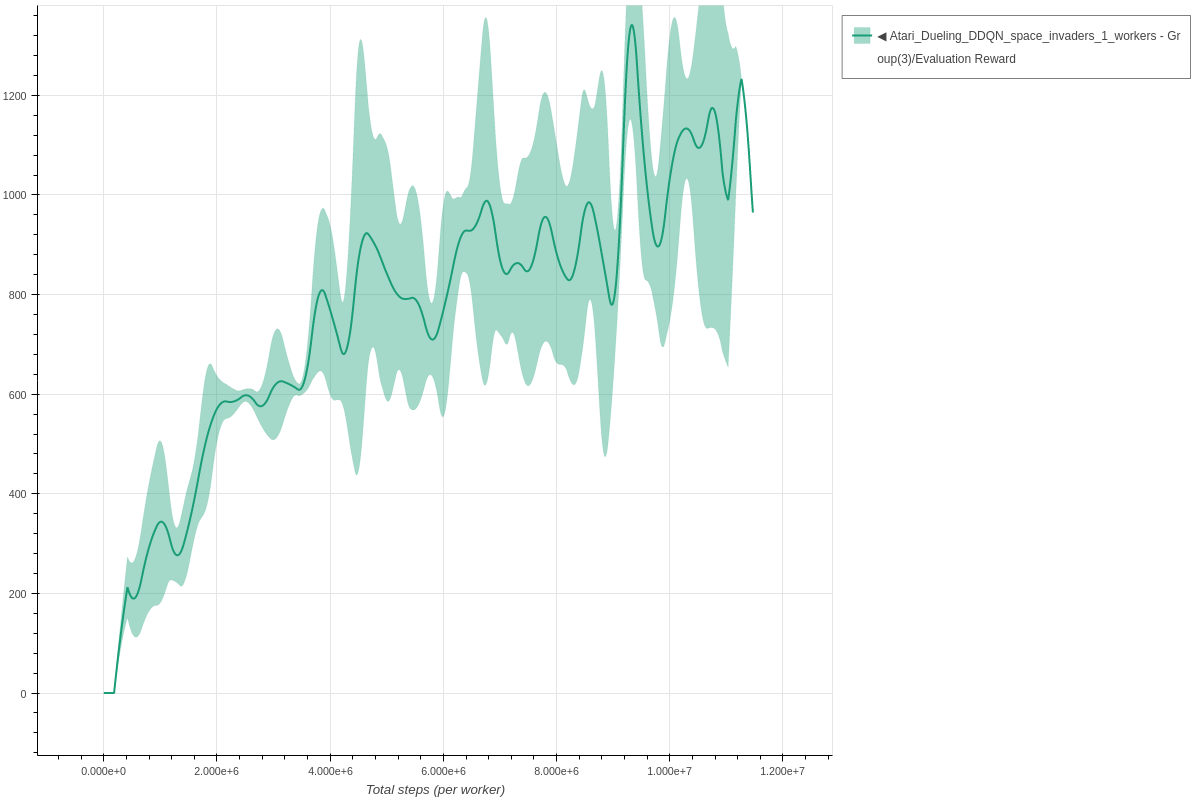 ◀ Atari_Dueling_DDQN_space_invaders_1_workers - Gr
oup(3)/Evaluation Reward
1200
1000
800
600
400
200
0
0.000e+0 2.000e+6 4.000e+6 6.000e+6 8.000e+6 1.000e+7 1.200e+7
Total steps (per worker)